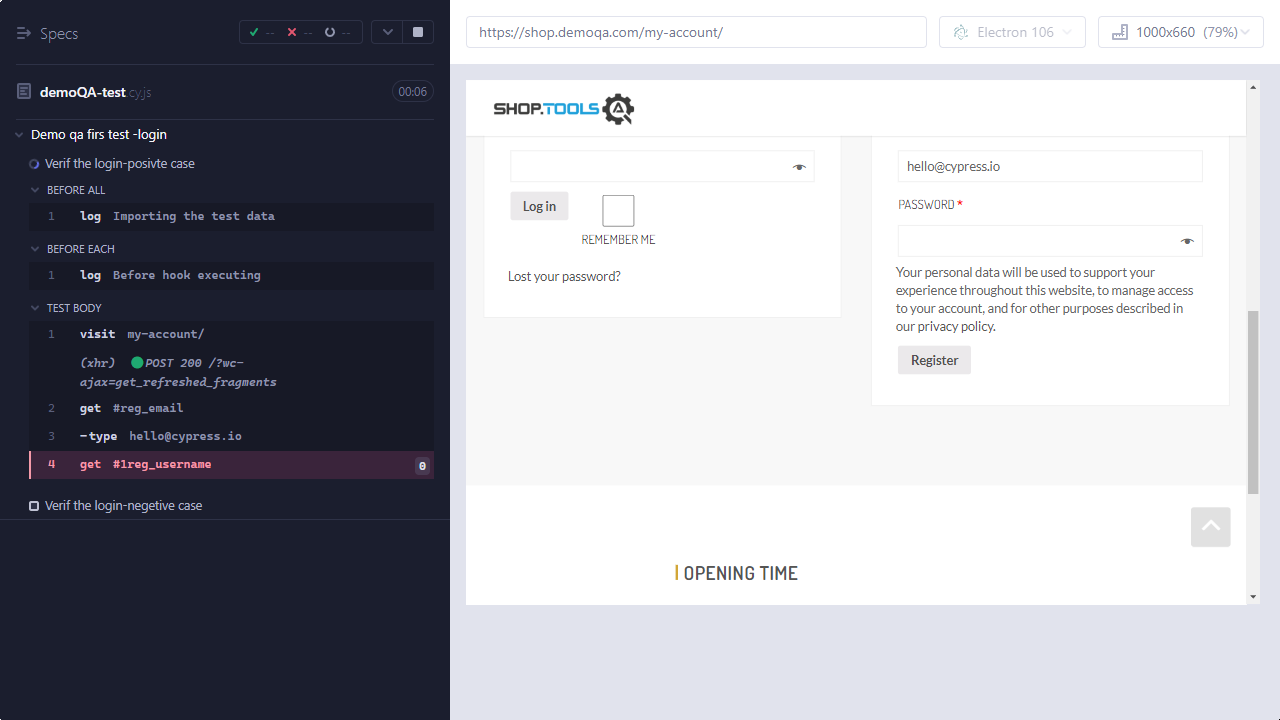 Specs
-- -- --
demoQA-test.cy.js 00:06
Demo qa firs test -login
Verif the login-posivte case
BEFORE ALL
1 log Importing the test data
BEFORE EACH
1 log Before hook executing
TEST BODY
1 visit my-account/
(xhr) POST 200 /?wc-
ajax=get_refreshed_fragments
2 get #reg_email
3 -type hello@cypress.io
4 get #1reg_username 0
Verif the login-negetive case
https://shop.demoqa.com/my-account/
Electron 106
1000x660 (79%)
SHOP.TOOLS
Log in
REMEMBER ME
Lost your password?
hello@cypress.io
PASSWORD *
Your personal data will be used to support your
experience throughout this website, to manage access
to your account, and for other purposes described in
our privacy policy.
Register
OPENING TIME